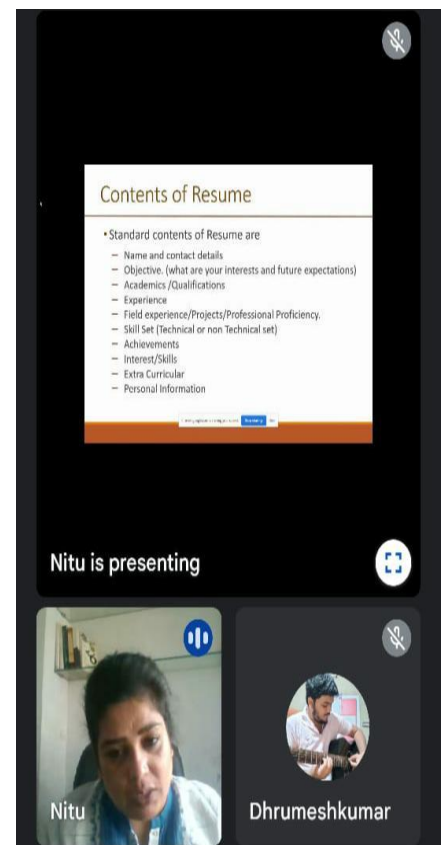 Contents of Resume
•Standard contents of Resume are
– Name and contact details
– Objective. (what are your interests and future expectations)
– Academics /Qualifications
– Experience
– Field experience/Projects/Professional Proficiency.
– Skill Set (Technical or non Technical set)
– Achievements
– Interest/Skills
– Extra Curricular
– Personal Information
Nitu is presenting
Nitu
Dhrumeshkumar